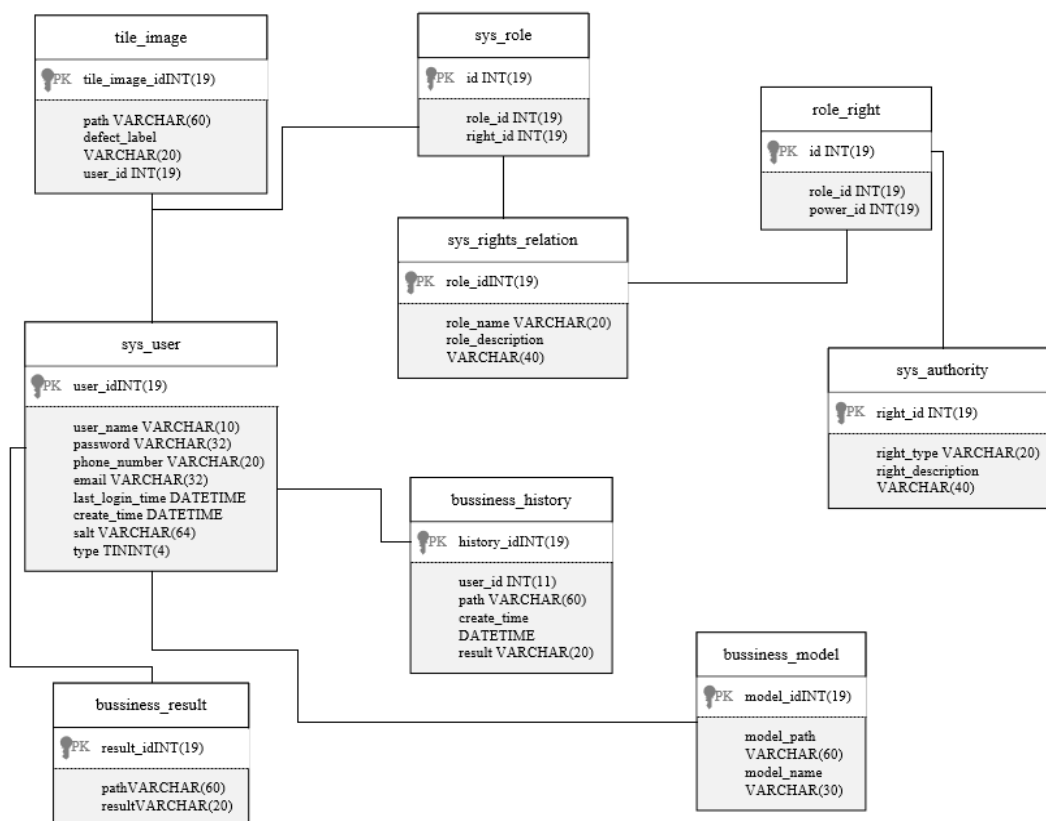 tile_image
PK tile_image_idINT(19)
path VARCHAR(60)
defect_label
VARCHAR(20)
user_id INT(19)
sys_role
PK id INT(19)
role_id INT(19)
right_id INT(19)
role_right
PK id INT(19)
role_id INT(19)
power_id INT(19)
sys_rights_relation
PK role_idINT(19)
role_name VARCHAR(20)
role_description
VARCHAR(40)
sys_user
PK user_idINT(19)
user_name VARCHAR(10)
password VARCHAR(32)
phone_number VARCHAR(20)
email VARCHAR(32)
last_login_time DATETIME
create_time DATETIME
salt VARCHAR(64)
type TININT(4)
sys_authority
PK right_id INT(19)
right_type VARCHAR(20)
right_description
VARCHAR(40)
bussiness_history
PK history_idINT(19)
user_id INT(11)
path VARCHAR(60)
create_time
DATETIME
result VARCHAR(20)
bussiness_model
PK model_idINT(19)
model_path
VARCHAR(60)
model_name
VARCHAR(30)
bussiness_result
PK result_idINT(19)
pathVARCHAR(60)
resultVARCHAR(20)